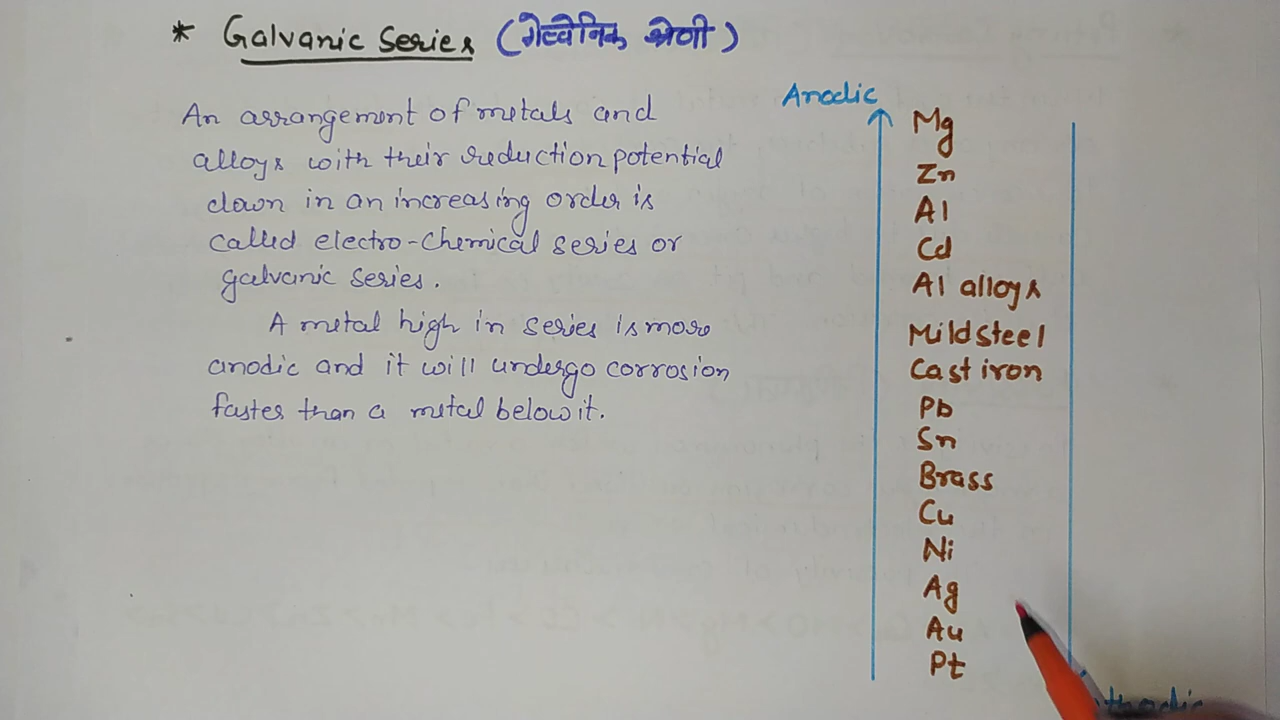 * Galvanic Series (गेल्वेनिक श्रेणी)
An arrangement of metals and
alloys with their reduction potential
down in an increasing order is
called electro-chemical series or
galvanic series.
A metal high in series is more
anodic and it will undergo corrosion
faster than a metal below it.
Anodic
Mg
Zn
Al
Cd
Al alloys
Mild steel
Cast iron
Pb
Sn
Brass
Cu
Ni
Ag
Au
Pt